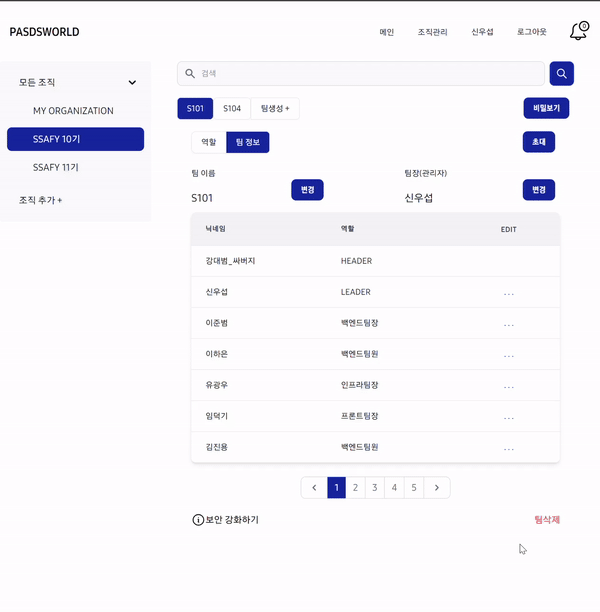 PASDSWORLD
메인 조직관리 신우섭 로그아웃 0
모든 조직
MY ORGANIZATION
SSAFY 10기
SSAFY 11기
조직 추가 +
검색
S101 S104 팀생성 + 비밀보기
역할 팀 정보 초대
팀 이름 팀장(관리자)
S101 변경 신우섭 변경
닉네임 역할 EDIT
강대범_싸버지 HEADER
신우섭 LEADER ...
이준범 백엔드팀장 ...
이하은 백엔드팀원 ...
유광우 인프라팀장 ...
임덕기 프론트팀장 ...
김진용 백엔드팀원 ...
1 2 3 4 5
보안 강화하기 팀삭제